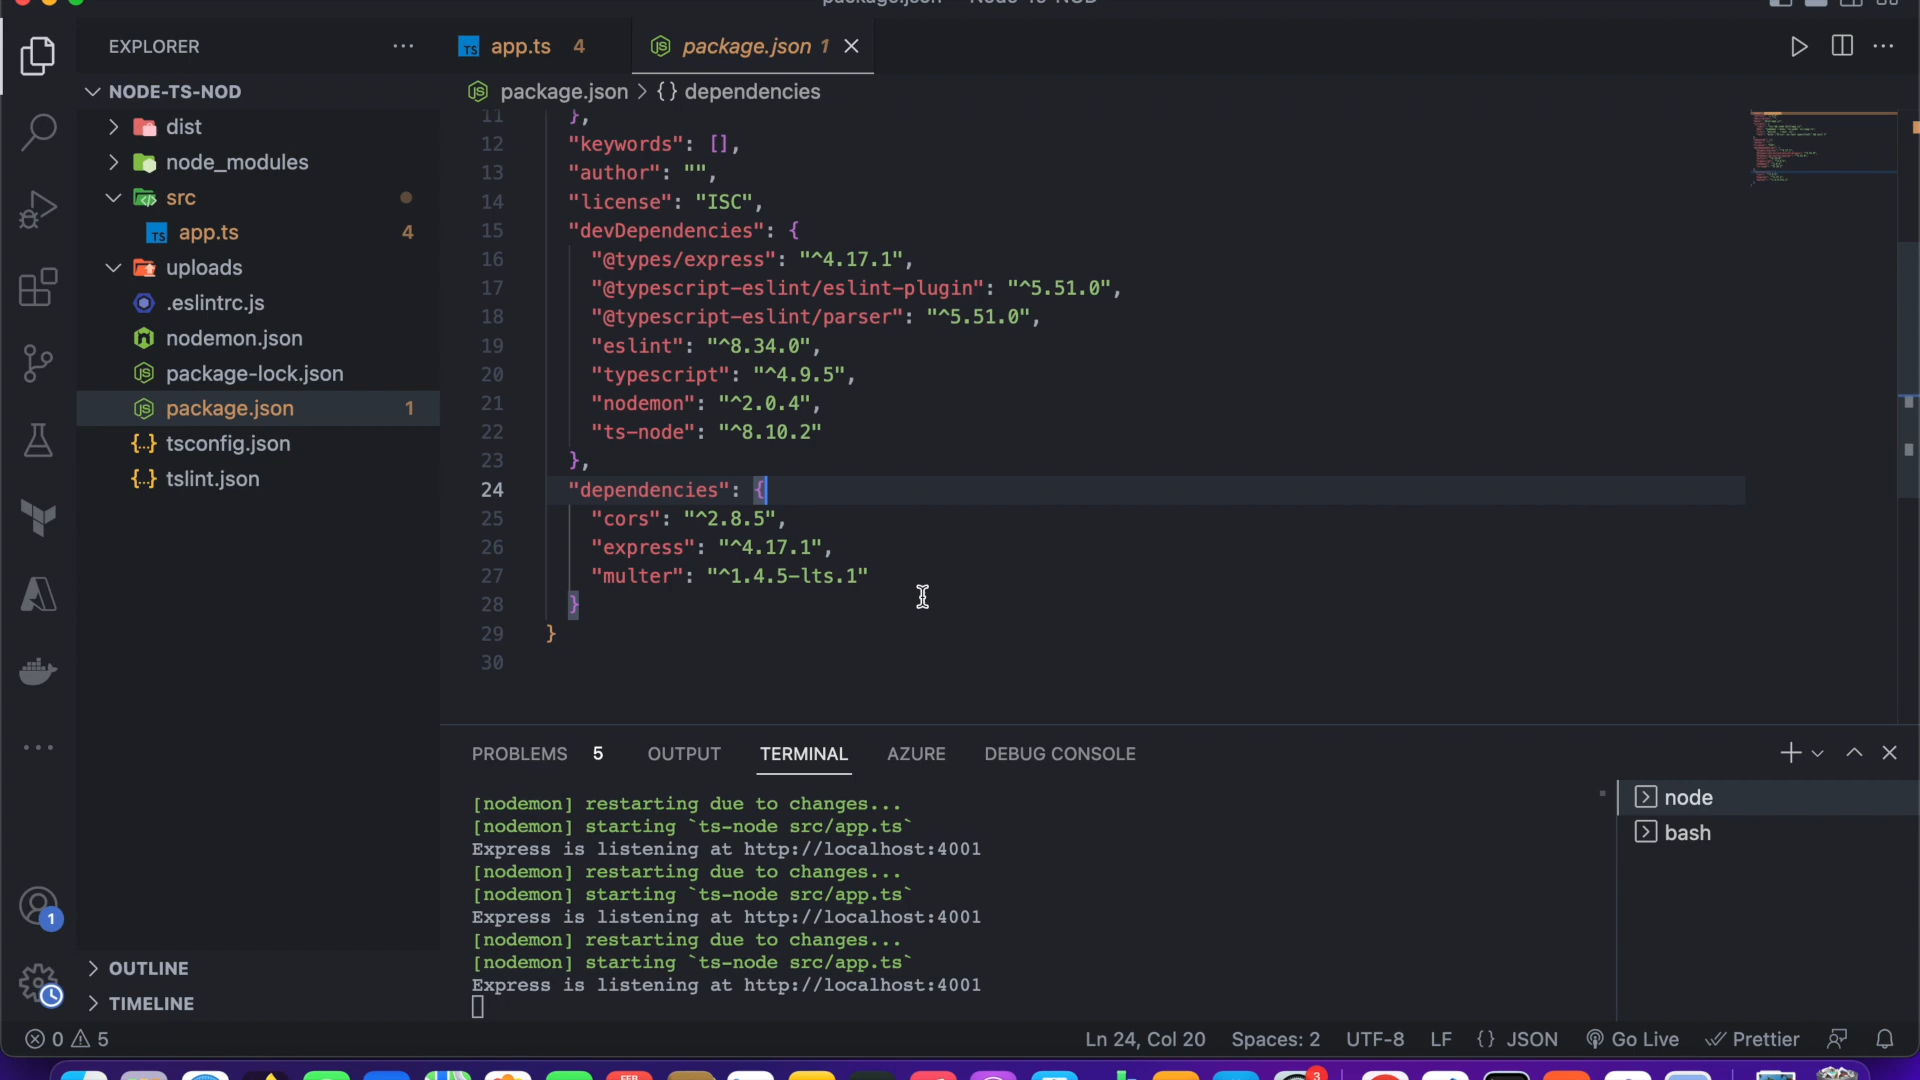 EXPLORER
NODE-TS-NOD
dist
node_modules
src
TS app.ts 4
uploads
.eslintrc.js
nodemon.json
package-lock.json
package.json 1
{..} tsconfig.json
{..} tslint.json
OUTLINE
TIMELINE
TS app.ts 4
package.json 1
package.json > {} dependencies
11 },
12 "keywords": [],
13 "author": "",
14 "license": "ISC",
15 "devDependencies": {
16 "@types/express": "^4.17.1",
17 "@typescript-eslint/eslint-plugin": "^5.51.0",
18 "@typescript-eslint/parser": "^5.51.0",
19 "eslint": "^8.34.0",
20 "typescript": "^4.9.5",
21 "nodemon": "^2.0.4",
22 "ts-node": "^8.10.2"
23 },
24 "dependencies": {
25 "cors": "^2.8.5",
26 "express": "^4.17.1",
27 "multer": "^1.4.5-lts.1"
28 }
29 }
30
PROBLEMS 5 OUTPUT TERMINAL AZURE DEBUG CONSOLE
[nodemon] restarting due to changes...
[nodemon] starting `ts-node src/app.ts`
Express is listening at http://localhost:4001
[nodemon] restarting due to changes...
[nodemon] starting `ts-node src/app.ts`
Express is listening at http://localhost:4001
[nodemon] restarting due to changes...
[nodemon] starting `ts-node src/app.ts`
Express is listening at http://localhost:4001
node
bash
1
0 5 Ln 24, Col 20 Spaces: 2 UTF-8 LF {} JSON Go Live Prettier
FEB
3